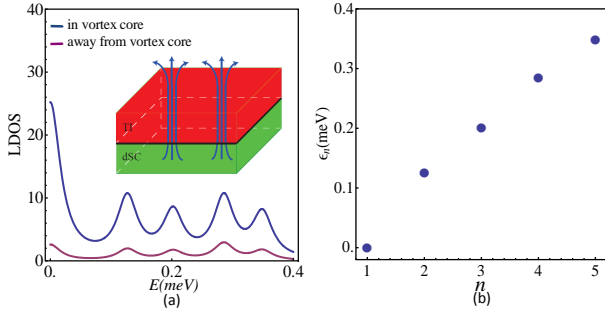 (a)
40
30
20
10
0
LDOS
in vortex core
away from vortex core
TI
dSC
0.
0.2
0.4
E(meV)
(a)
(b)
0.4
0.3
0.2
0.1
0.
ϵn(meV)
1
2
3
4
5
n
(b)